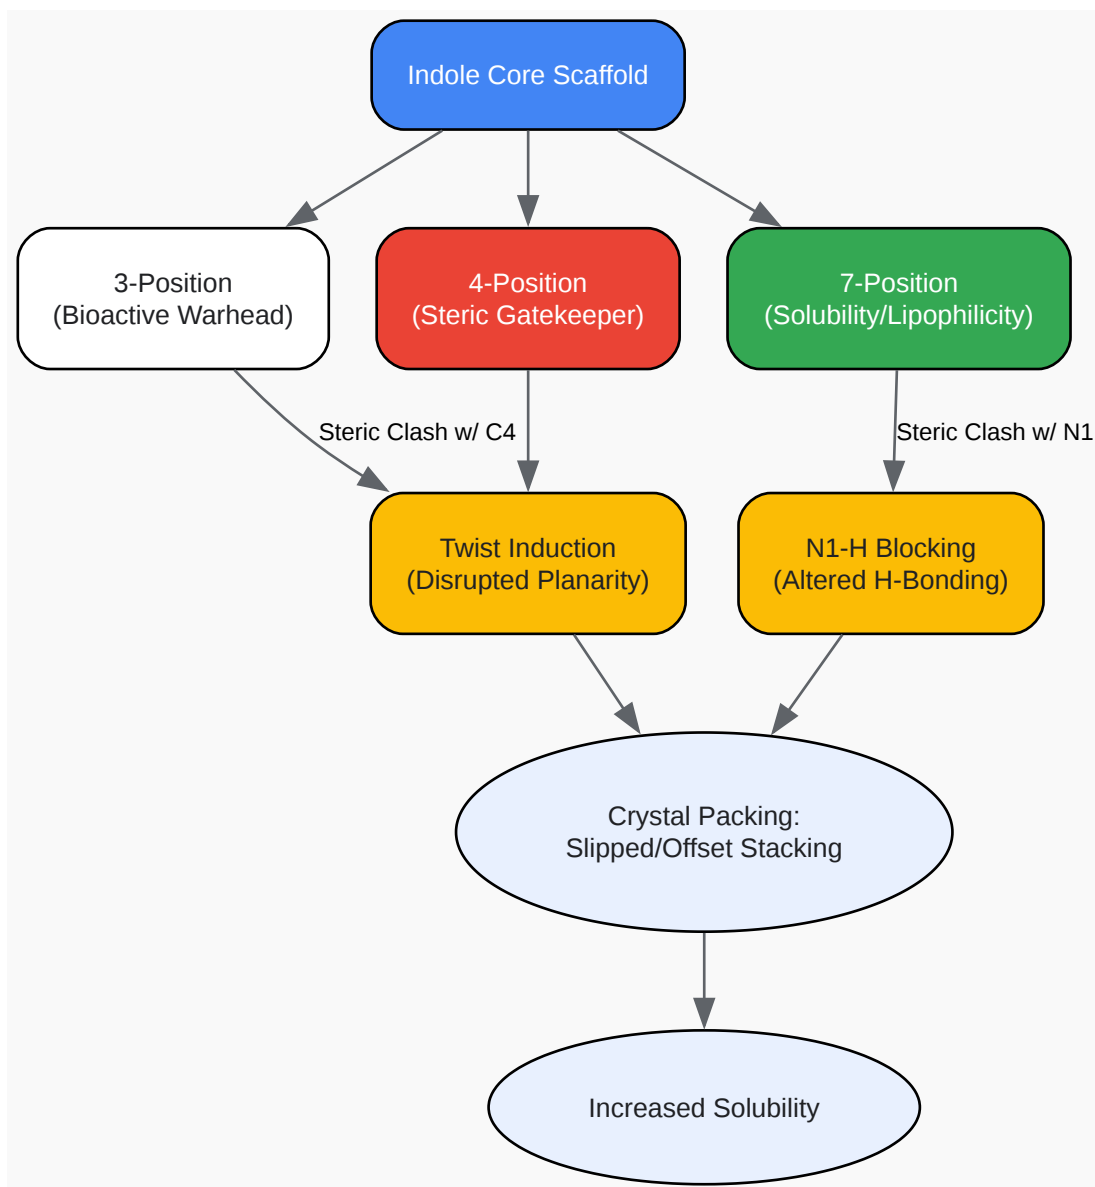 Indole Core Scaffold
3-Position
(Bioactive Warhead)
4-Position
(Steric Gatekeeper)
7-Position
(Solubility/Lipophilicity)
Steric Clash w/ C4
Steric Clash w/ N1
Twist Induction
(Disrupted Planarity)
N1-H Blocking
(Altered H-Bonding)
Crystal Packing:
Slipped/Offset Stacking
Increased Solubility